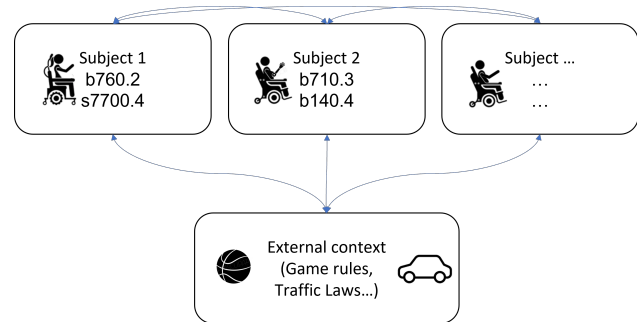 Subject 1
b760.2
s7700.4
Subject 2
b710.3
b140.4
Subject ...
...
...
External context
(Game rules,
Traffic Laws...)